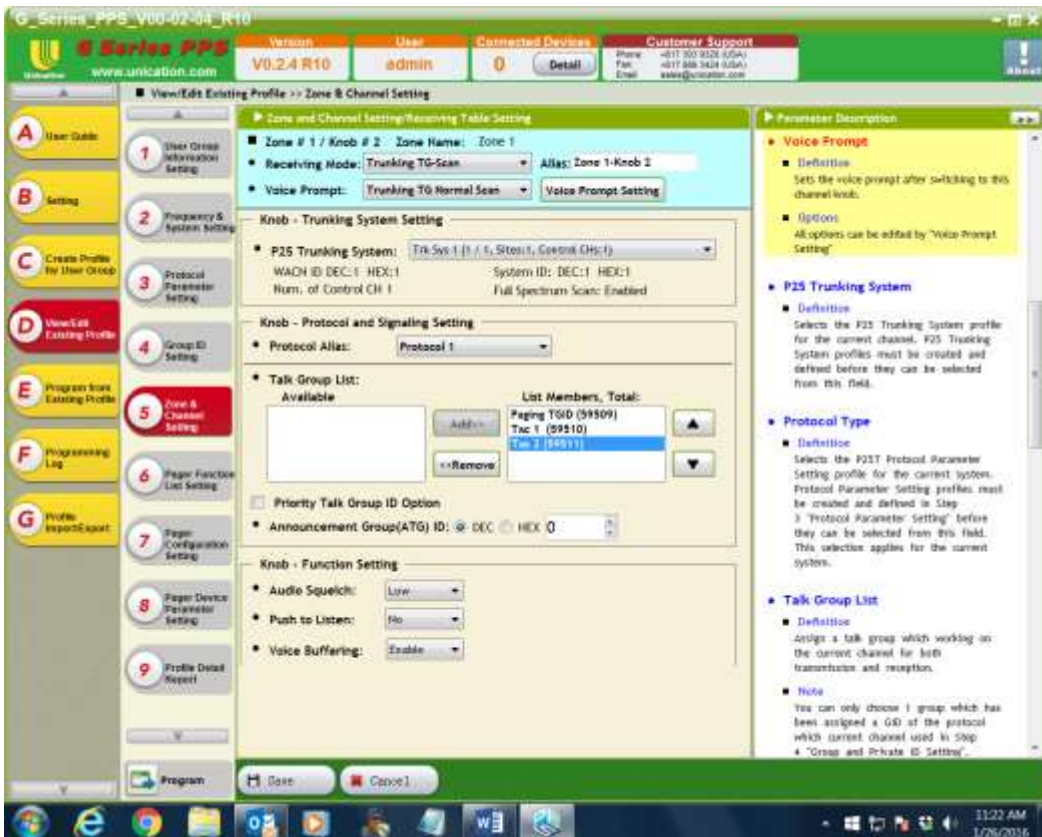 G_Series_PPS_V00-02-04_R10
Unication
G Series PPS
www.unication.com
Version
V0.2.4 R10
User
admin
Connected Devices
0
Detail
Customer Support
Phone
Fax
Email
About
View/Edit Existing Profile >> Zone & Channel Setting
A User Guide
B Setting
C Create Profile for User Group
D View/Edit Existing Profile
E Program from Existing Profile
F Programming Log
G Profile Import/Export
1 User Group Information Setting
2 Frequency & System Setting
3 Protocol Parameter Setting
4 Group ID Setting
5 Zone & Channel Setting
6 Pager Function List Setting
7 Pager Configuration Setting
8 Pager Device Parameter Setting
9 Profile Detail Report
Program
Zone and Channel Setting/Receiving Table Setting
Zone # 1 / Knob # 2 Zone Name: Zone 1
Receiving Mode: Trunking TG-Scan Alias: Zone 1-Knob 2
Voice Prompt: Trunking TG Normal Scan Voice Prompt Setting
Knob - Trunking System Setting
P25 Trunking System: Trk Sys 1 (1 / 1, Sites:1, Control CHs:1)
WACN ID DEC:1 HEX:1 System ID: DEC:1 HEX:1
Num. of Control CH 1 Full Spectrum Scan: Enabled
Knob - Protocol and Signaling Setting
Protocol Alias: Protocol 1
Talk Group List:
Available List Members, Total:
Paging TGID (59509)
Tac 1 (59510)
Tac 2 (59511)
Add>>
<<Remove
Priority Talk Group ID Option
Announcement Group(ATG) ID: DEC HEX 0
Knob - Function Setting
Audio Squelch: Low
Push to Listen: No
Voice Buffering: Enable
Save
Cancel
Parameter Description >>
Voice Prompt
Definition
Sets the voice prompt after switching to this
channel knob.
Options
All options can be edited by "Voice Prompt
Setting"
P25 Trunking System
Definition
Selects the P25 Trunking System profile
for the current channel. P25 Trunking
System profiles must be created and
defined before they can be selected
from this field.
Protocol Type
Definition
Selects the P25T Protocol Parameter
Setting profile for the current system.
Protocol Parameter Setting profiles must
be created and defined in Step
3 "Protocol Parameter Setting" before
they can be selected from this field.
This selection applies for the current
system.
Talk Group List
Definition
Assign a talk group which working on
the current channel for both
transmission and reception.
Note
You can only choose 1 group which has
been assigned a GID of the protocol
which current channel used in Step
4 "Group and Private ID Setting".
11:22 AM
1/26/2016